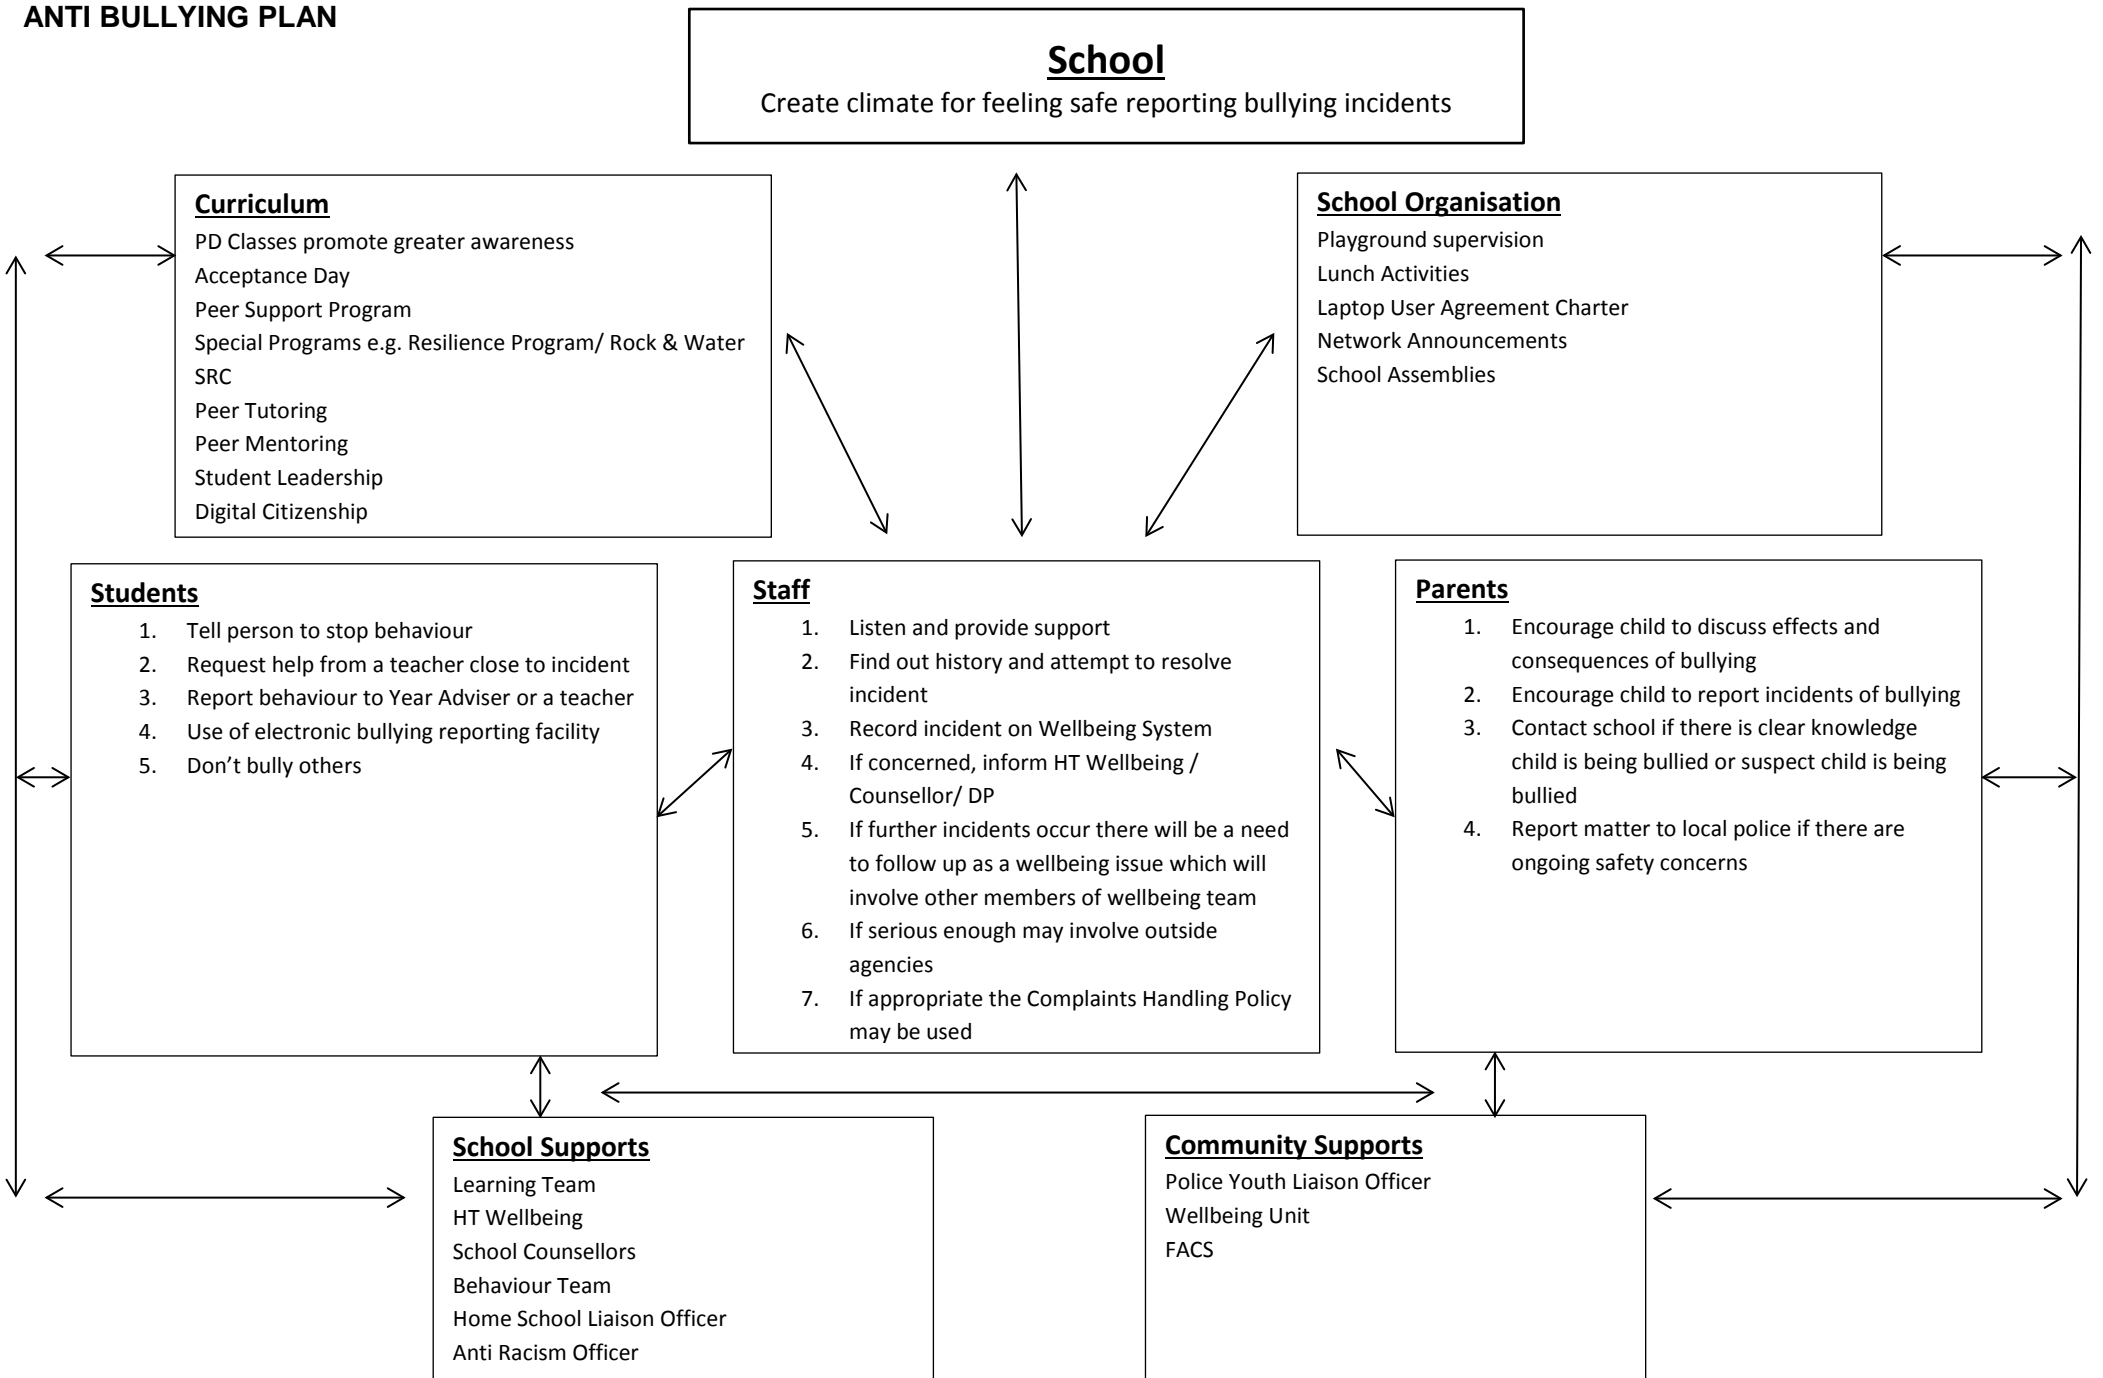 ANTI BULLYING PLAN
School
Create climate for feeling safe reporting bullying incidents
Curriculum
PD Classes promote greater awareness
Acceptance Day
Peer Support Program
Special Programs e.g. Resilience Program/ Rock & Water
SRC
Peer Tutoring
Peer Mentoring
Student Leadership
Digital Citizenship
School Organisation
Playground supervision
Lunch Activities
Laptop User Agreement Charter
Network Announcements
School Assemblies
Students
1. Tell person to stop behaviour
2. Request help from a teacher close to incident
3. Report behaviour to Year Adviser or a teacher
4. Use of electronic bullying reporting facility
5. Don’t bully others
Staff
1. Listen and provide support
2. Find out history and attempt to resolve
incident
3. Record incident on Wellbeing System
4. If concerned, inform HT Wellbeing /
Counsellor/ DP
5. If further incidents occur there will be a need
to follow up as a wellbeing issue which will
involve other members of wellbeing team
6. If serious enough may involve outside
agencies
7. If appropriate the Complaints Handling Policy
may be used
Parents
1. Encourage child to discuss effects and
consequences of bullying
2. Encourage child to report incidents of bullying
3. Contact school if there is clear knowledge
child is being bullied or suspect child is being
bullied
4. Report matter to local police if there are
ongoing safety concerns
School Supports
Learning Team
HT Wellbeing
School Counsellors
Behaviour Team
Home School Liaison Officer
Anti Racism Officer
Community Supports
Police Youth Liaison Officer
Wellbeing Unit
FACS